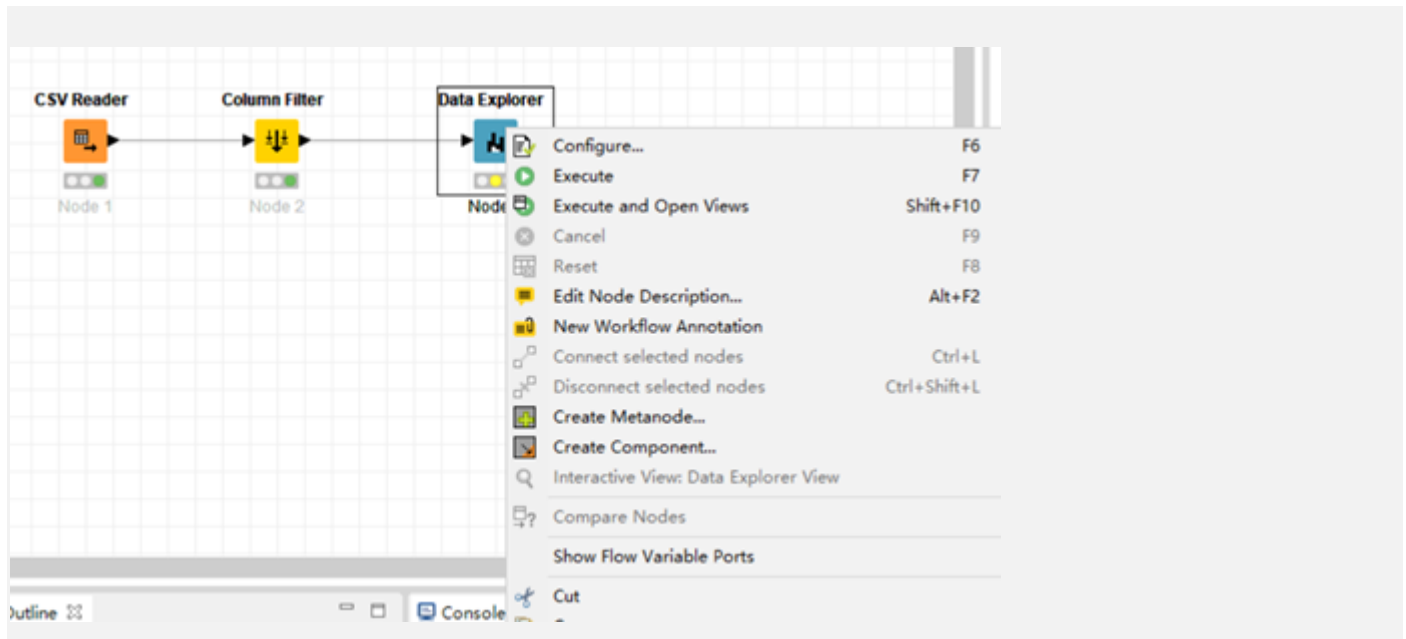 CSV Reader
Column Filter
Data Explorer
Node 1
Node 2
Node
Configure... F6
Execute F7
Execute and Open Views Shift+F10
Cancel F9
Reset F8
Edit Node Description... Alt+F2
New Workflow Annotation
Connect selected nodes Ctrl+L
Disconnect selected nodes Ctrl+Shift+L
Create Metanode...
Create Component...
Interactive View: Data Explorer View
Compare Nodes
Show Flow Variable Ports
Cut
Outline
Console